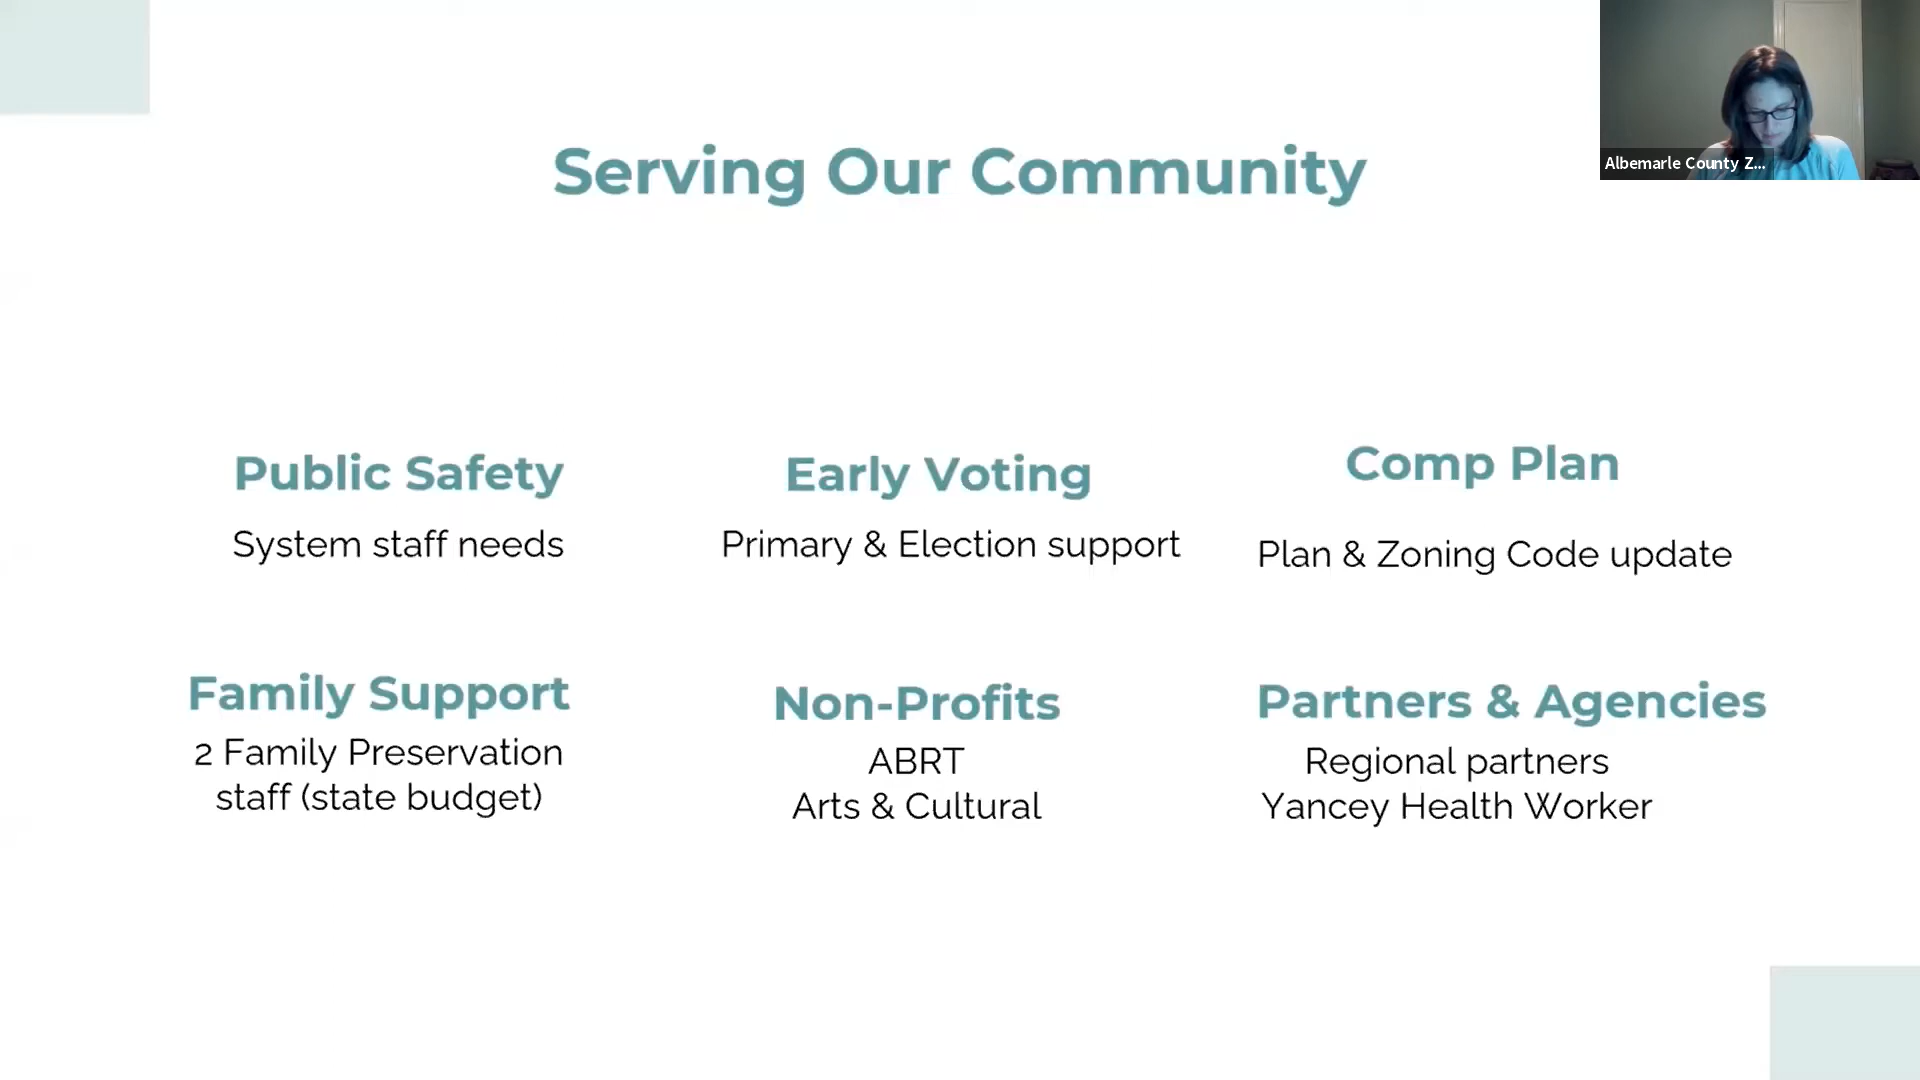 Albemarle County Z...
Serving Our Community
Public Safety
System staff needs
Early Voting
Primary & Election support
Comp Plan
Plan & Zoning Code update
Family Support
2 Family Preservation
staff (state budget)
Non-Profits
ABRT
Arts & Cultural
Partners & Agencies
Regional partners
Yancey Health Worker